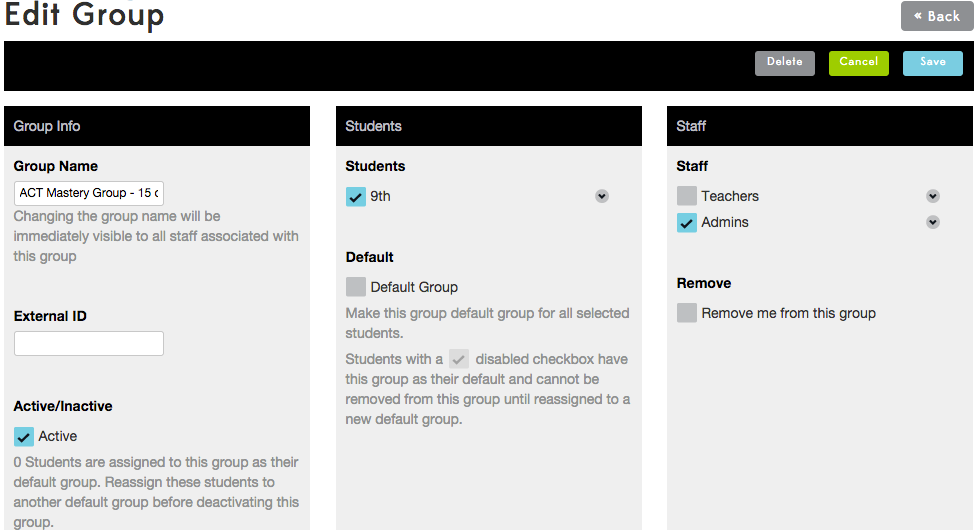 Edit Group
« Back
Delete
Cancel
Save
Group Info
Group Name
ACT Mastery Group - 15
Changing the group name will be
immediately visible to all staff associated with
this group
External ID
Active/Inactive
Active
0 Students are assigned to this group as their
default group. Reassign these students to
another default group before deactivating this
group.
Students
Students
9th
Default
Default Group
Make this group default group for all selected
students.
Students with a disabled checkbox have
this group as their default and cannot be
removed from this group until reassigned to a
new default group.
Staff
Staff
Teachers
Admins
Remove
Remove me from this group